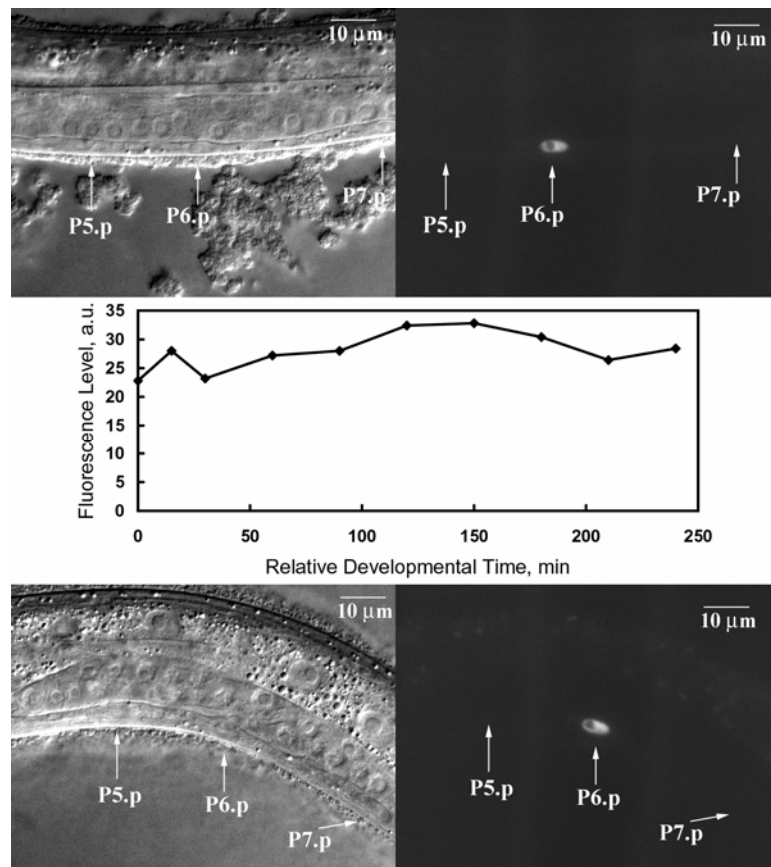 10 µm
10 µm
P5.p
P6.p
P7.p
P5.p
P6.p
P7.p
35
30
25
20
15
10
5
0
Fluorescence Level, a.u.
0 50 100 150 200 250
Relative Developmental Time, min
10 µm
10 µm
P5.p
P6.p
P7.p
P5.p
P6.p
P7.p